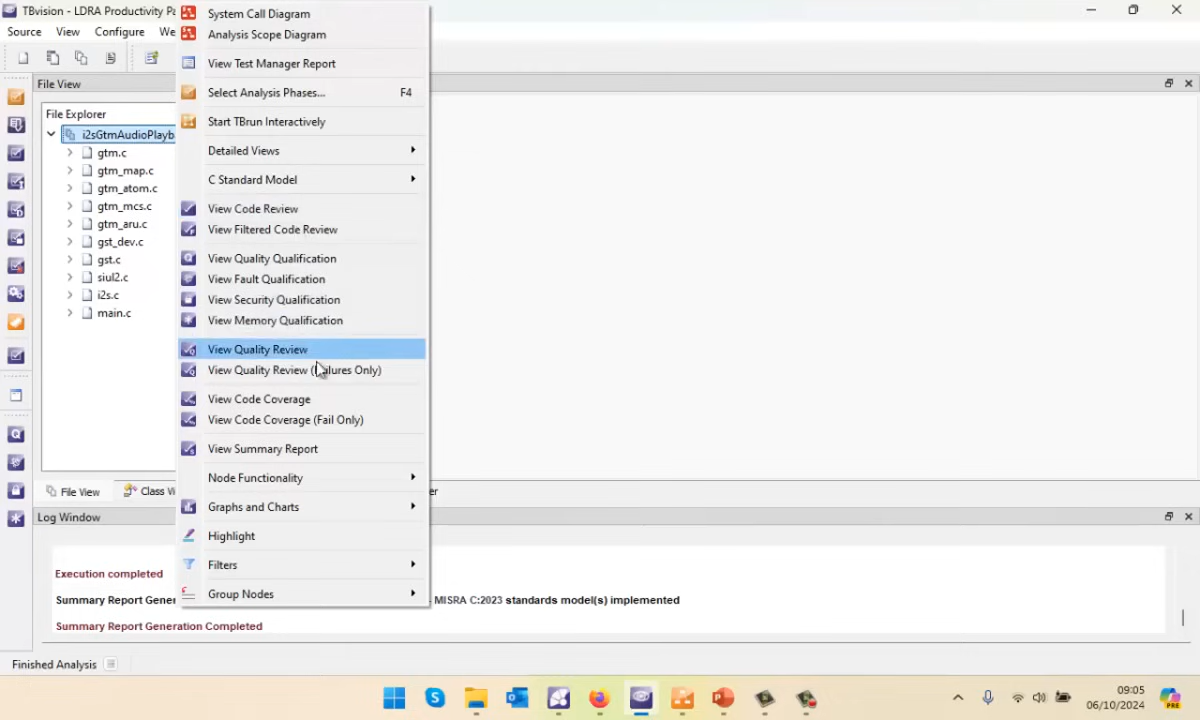 TBvision - LDRA Productivity Pa
Source View Configure We
File View
File Explorer
i2sGtmAudioPlayb
gtm.c
gtm_map.c
gtm_atom.c
gtm_mcs.c
gtm_aru.c
gst_dev.c
gst.c
siul2.c
i2s.c
main.c
File View Class V
System Call Diagram
Analysis Scope Diagram
View Test Manager Report
Select Analysis Phases... F4
Start TBrun Interactively
Detailed Views
C Standard Model
View Code Review
View Filtered Code Review
View Quality Qualification
View Fault Qualification
View Security Qualification
View Memory Qualification
View Quality Review
View Quality Review (Failures Only)
View Code Coverage
View Code Coverage (Fail Only)
View Summary Report
Node Functionality
Graphs and Charts
Highlight
Filters
Group Nodes
er
Log Window
Execution completed
Summary Report Gener - MISRA C:2023 standards model(s) implemented
Summary Report Generation Completed
Finished Analysis
09:05
06/10/2024
PRE